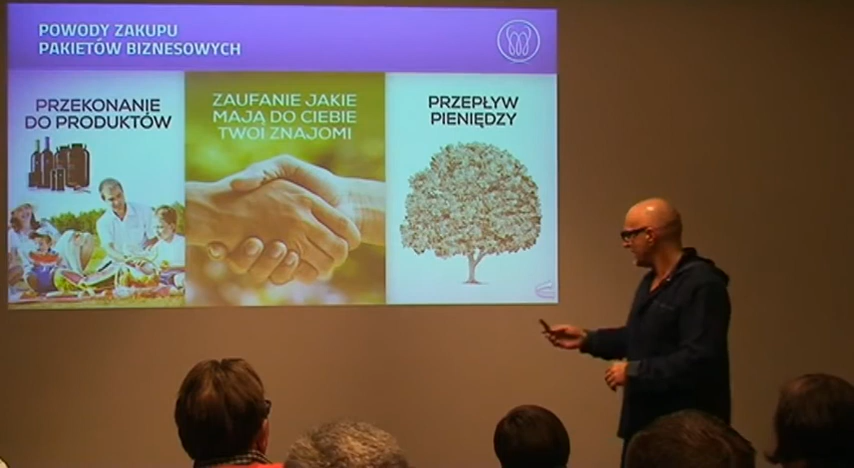 POWODY ZAKUPU
PAKIETÓW BIZNESOWYCH
PRZEKONANIE
DO PRODUKTÓW
ZAUFANIE JAKIE
MAJĄ DO CIEBIE
TWOI ZNAJOMI
PRZEPŁYW
PIENIĘDZY